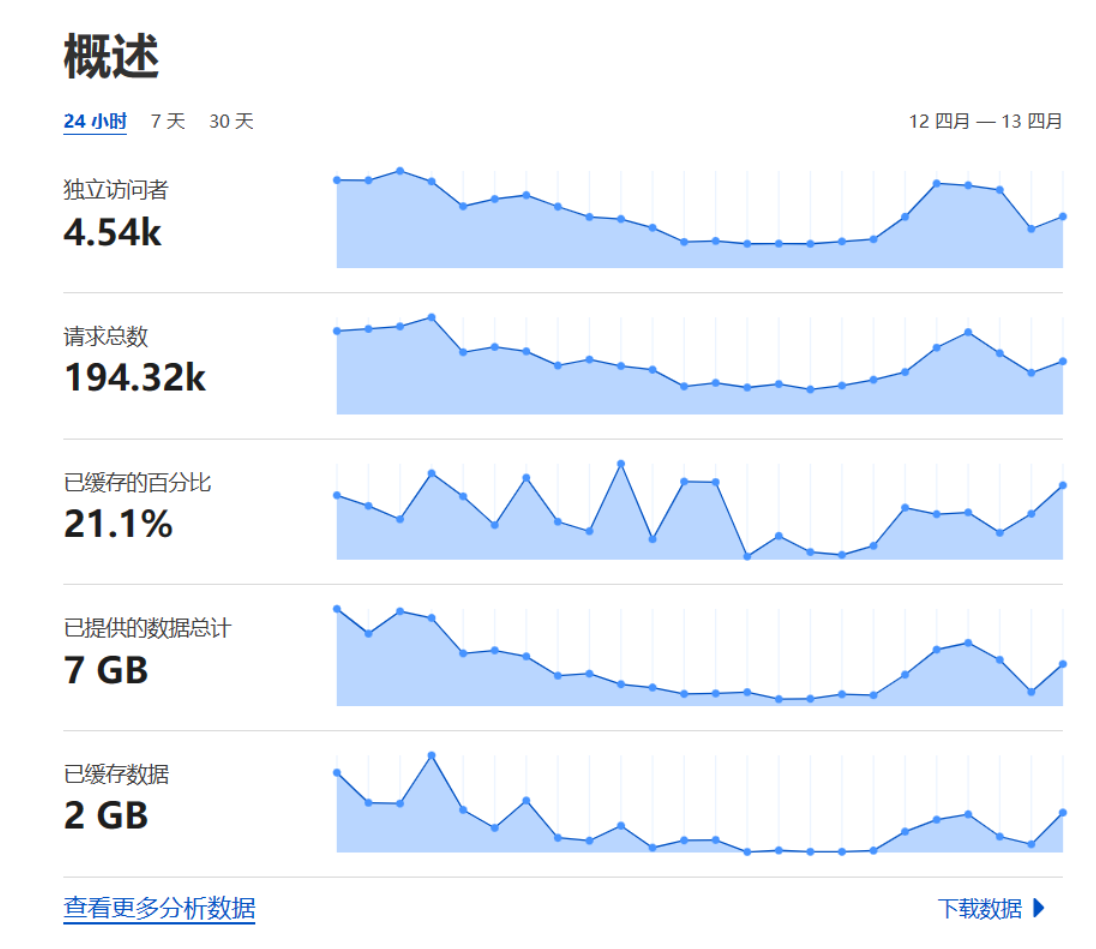 概述
24 小时 7 天 30 天 12 四月 — 13 四月
独立访问者
4.54k
请求总数
194.32k
已缓存的百分比
21.1%
已提供的数据总计
7 GB
已缓存数据
2 GB
查看更多分析数据 下载数据